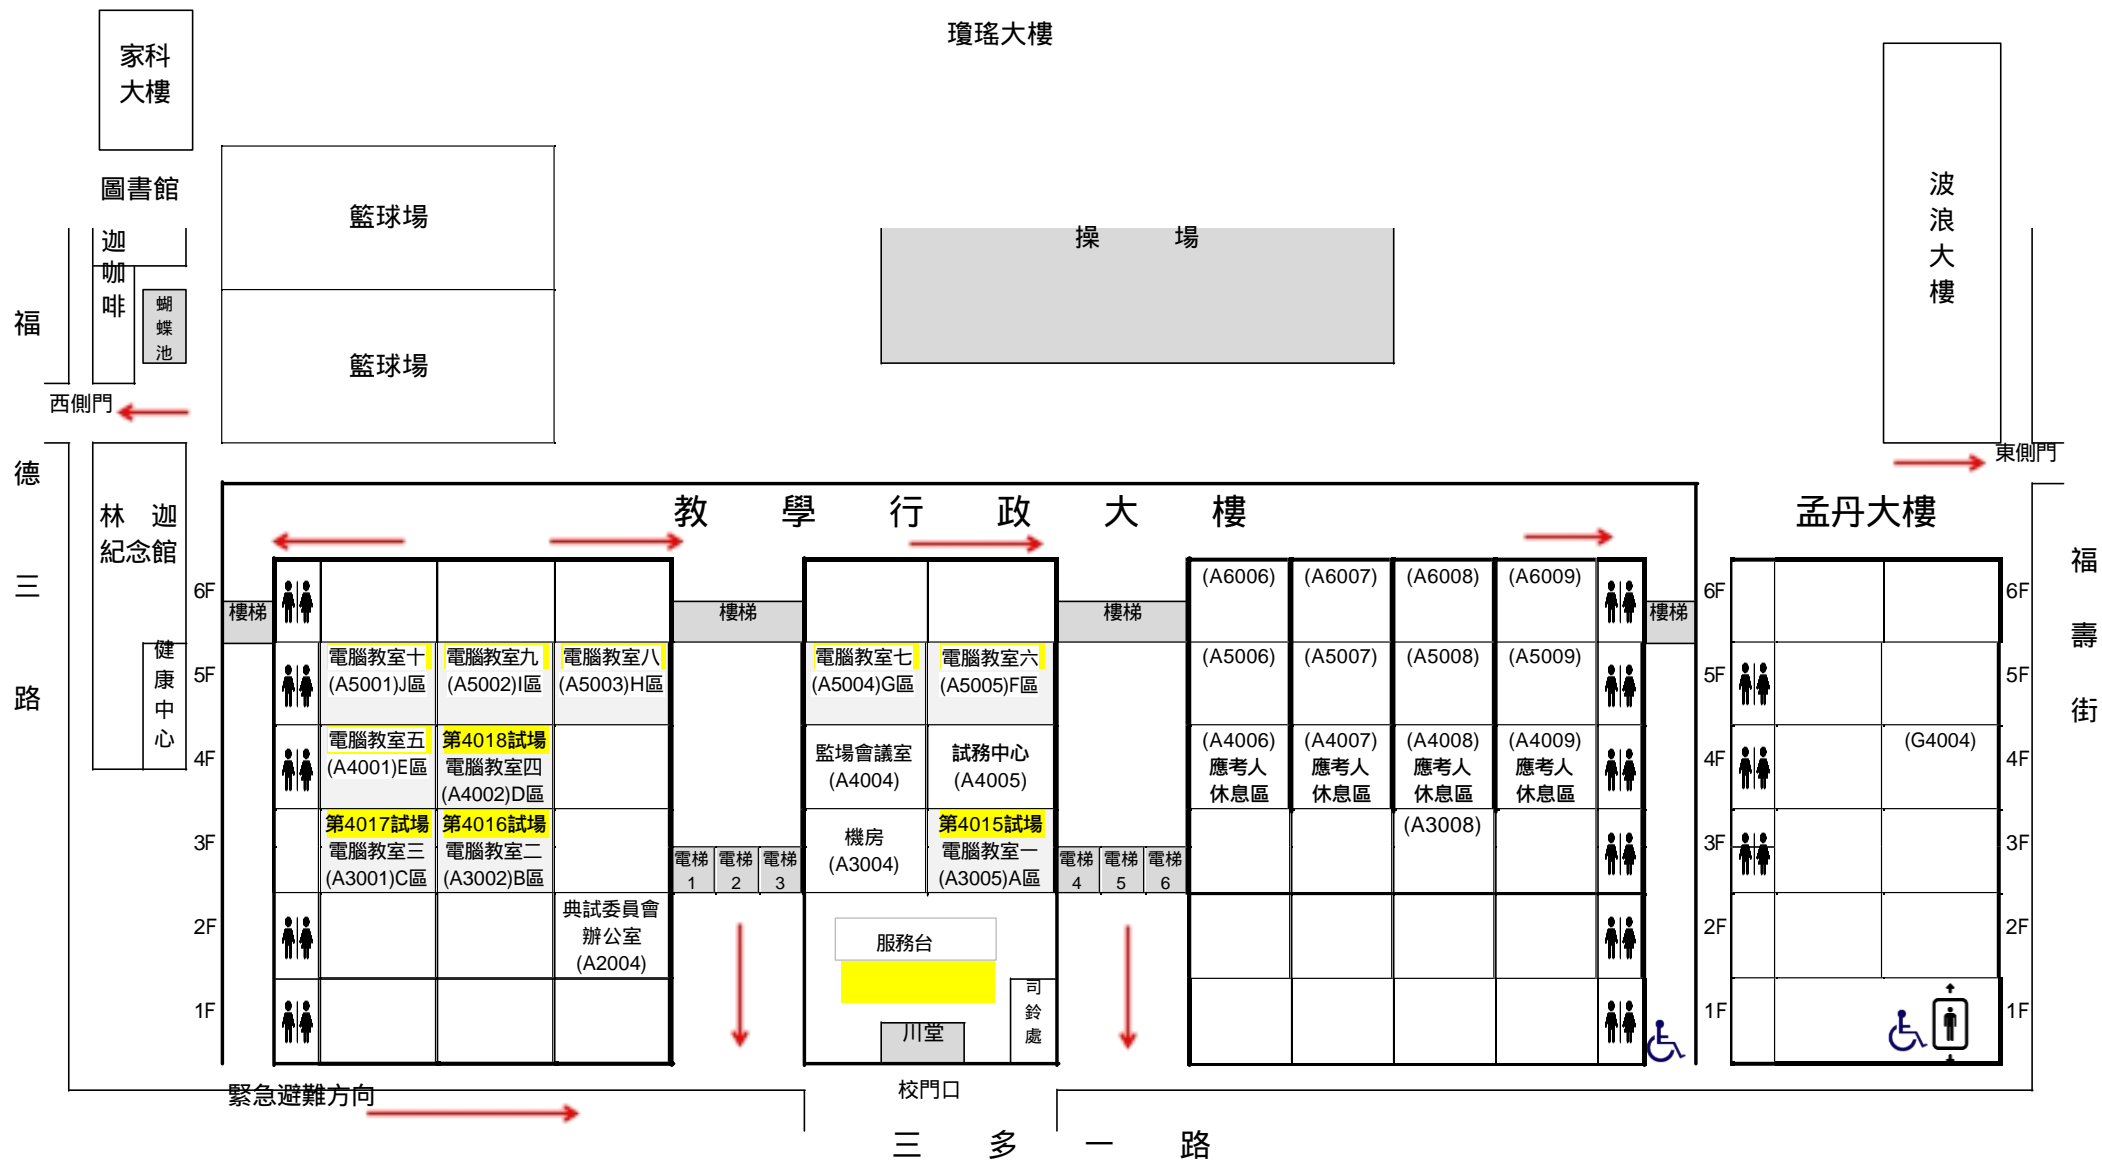 瓊瑤大樓
家科
大樓
圖書館
迦
咖
啡
蝴
蝶
池
籃球場
籃球場
操 場
波
浪
大
樓
西側門
東側門
福
德
三
路
林 迦
紀念館
健
康
中
心
教 學 行 政 大 樓
孟丹大樓
福
壽
街
6F
樓梯
樓梯
樓梯
(A6006)
(A6007)
(A6008)
(A6009)
樓梯
6F
6F
5F
電腦教室十
(A5001)J區
電腦教室九
(A5002)I區
電腦教室八
(A5003)H區
電腦教室七
(A5004)G區
電腦教室六
(A5005)F區
(A5006)
(A5007)
(A5008)
(A5009)
5F
5F
4F
電腦教室五
(A4001)E區
第4018試場
電腦教室四
(A4002)D區
監場會議室
(A4004)
試務中心
(A4005)
(A4006)
應考人
休息區
(A4007)
應考人
休息區
(A4008)
應考人
休息區
(A4009)
應考人
休息區
4F
(G4004)
4F
3F
第4017試場
電腦教室三
(A3001)C區
第4016試場
電腦教室二
(A3002)B區
電梯
1
電梯
2
電梯
3
機房
(A3004)
第4015試場
電腦教室一
(A3005)A區
電梯
4
電梯
5
電梯
6
(A3008)
3F
3F
2F
典試委員會
辦公室
(A2004)
服務台
2F
2F
1F
川堂
司
鈴
處
1F
1F
緊急避難方向
校門口
三 多 一 路